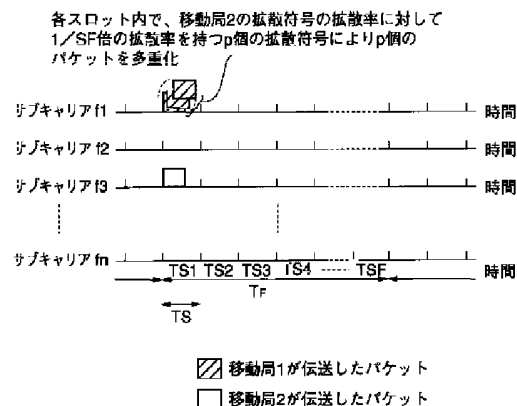 各スロット内で、移動局2の拡散符号の拡散率に対して
1／SF倍の拡散率を持つp個の拡散符号によりp個の
パケットを多重化
サブキャリアf1
時間
サブキャリアf2
時間
サブキャリアf3
時間
サブキャリアfn
TS1 TS2 TS3 TS4 TSF
時間
TF
TS
移動局1が伝送したパケット
移動局2が伝送したパケット